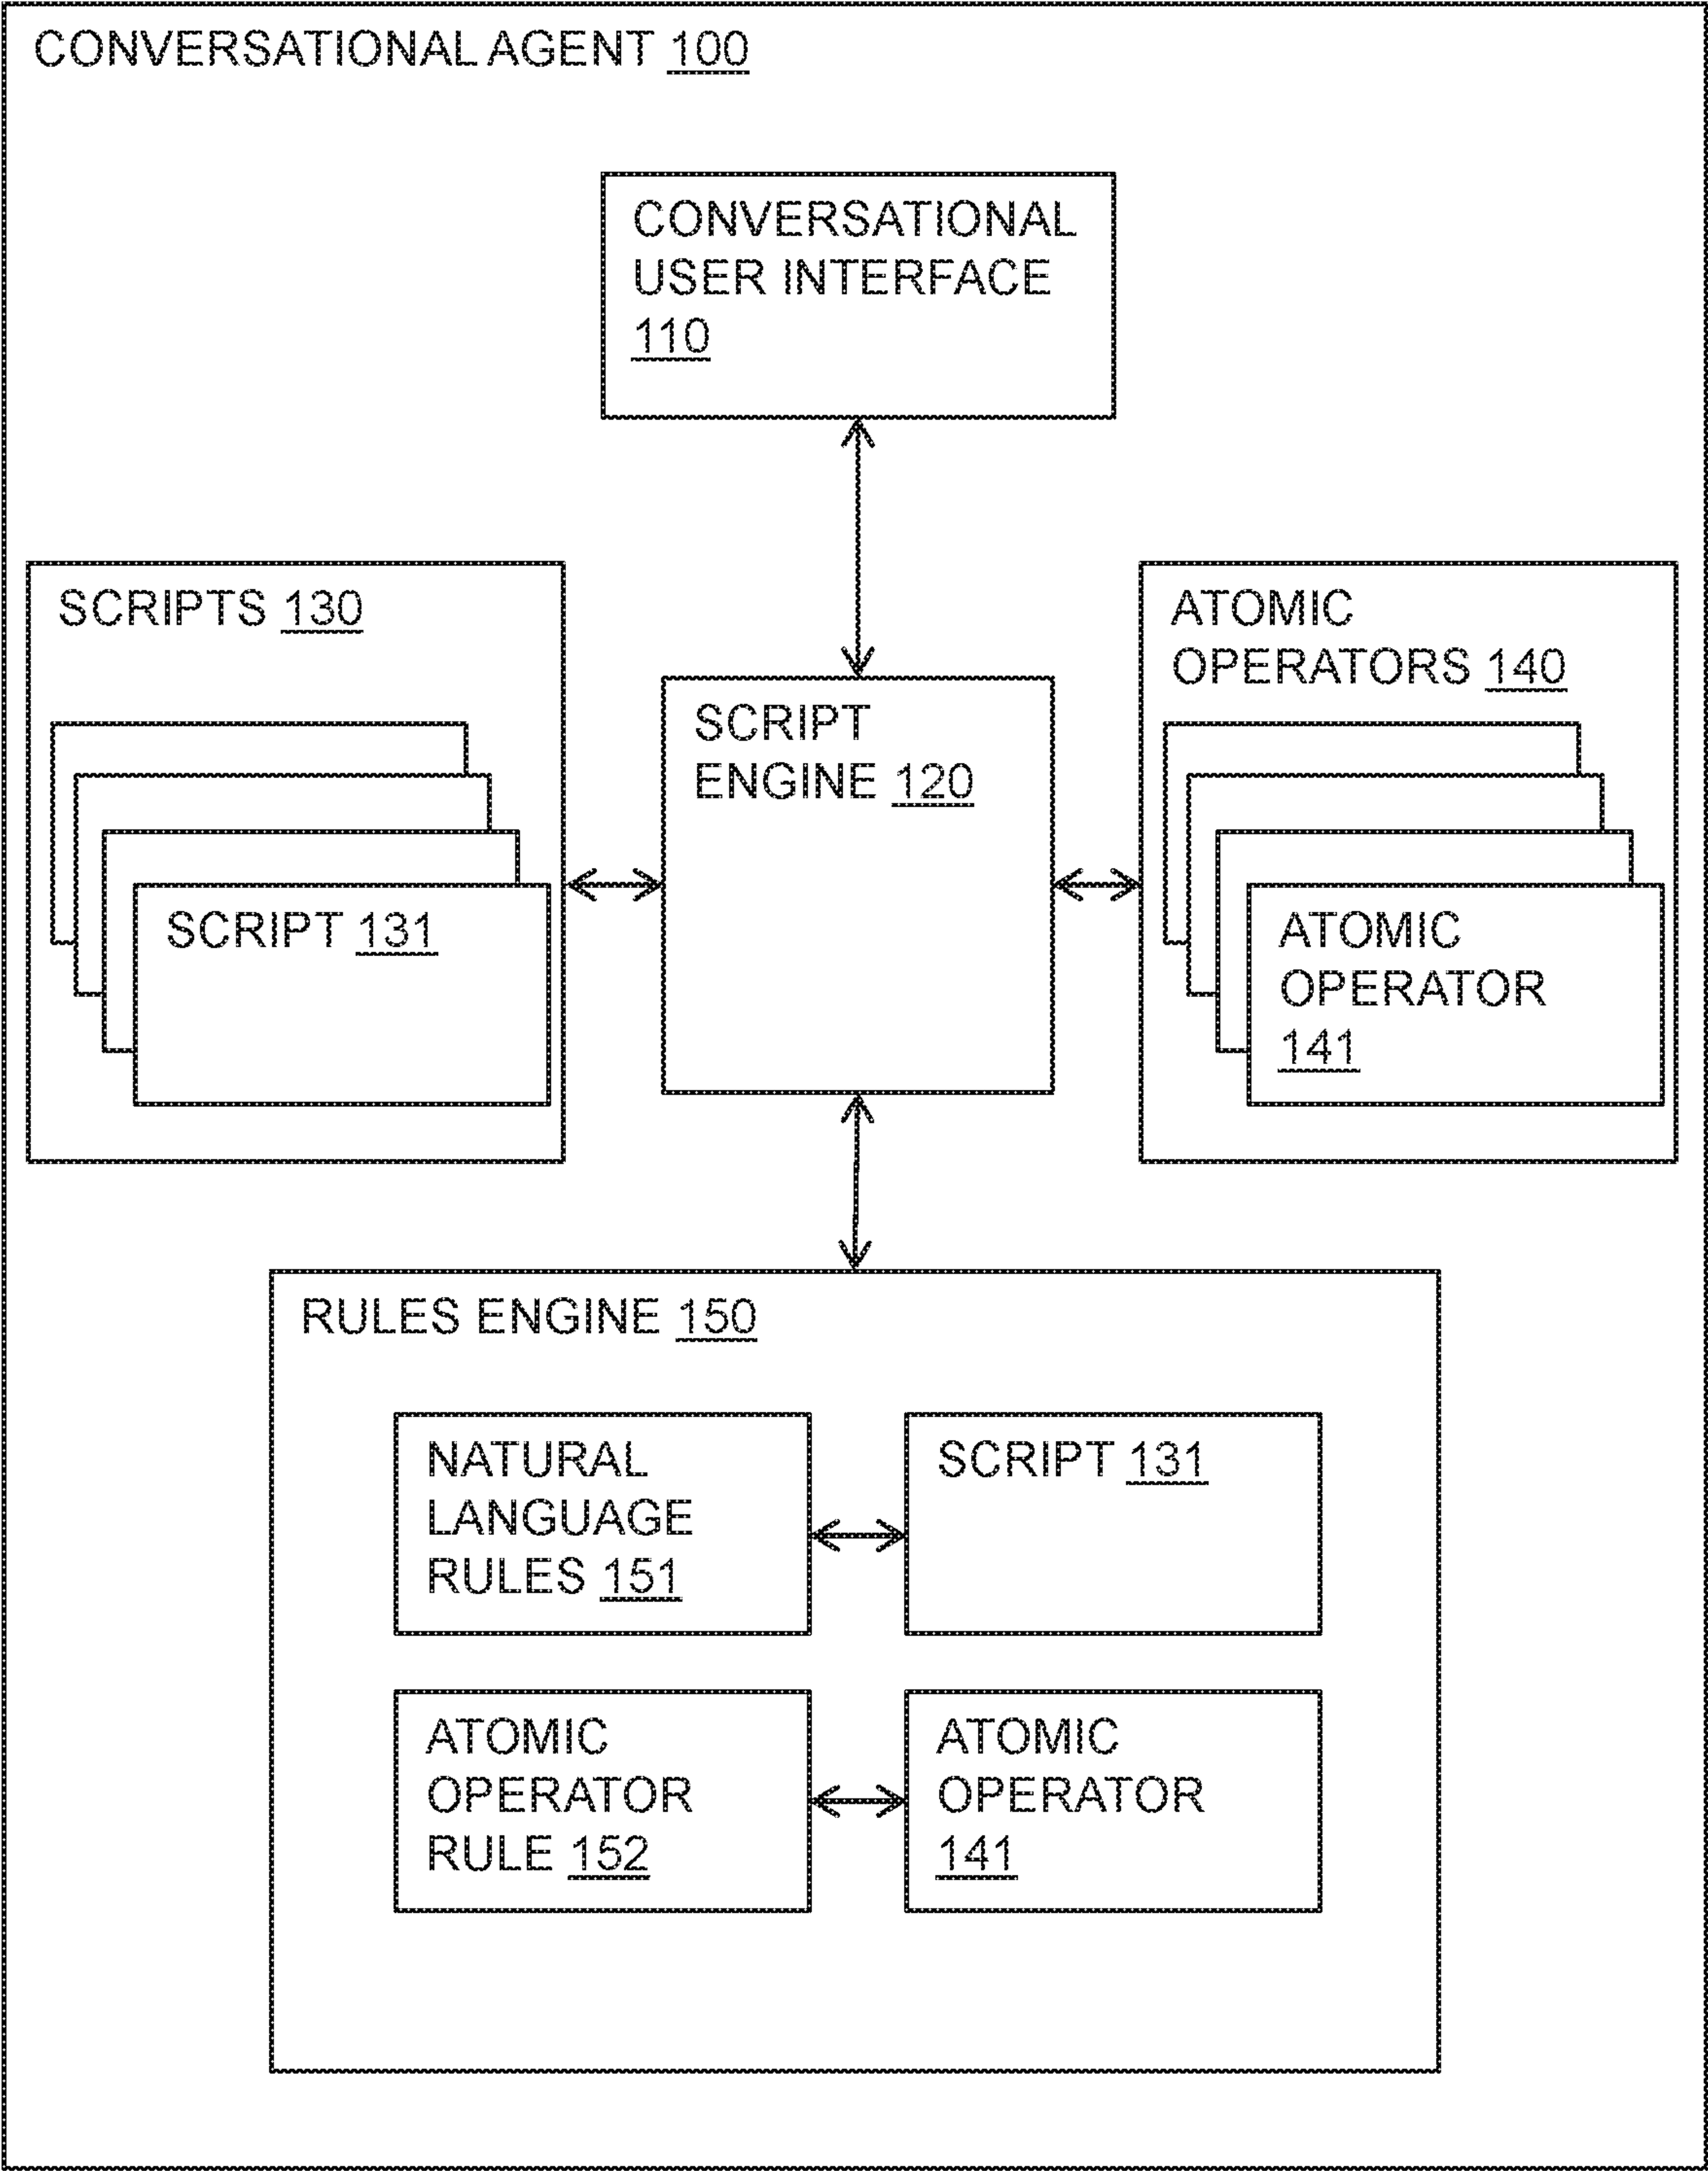 CONVERSATIONAL AGENT 100
CONVERSATIONAL
USER INTERFACE
110
SCRIPTS 130
SCRIPT 131
SCRIPT
ENGINE 120
ATOMIC
OPERATORS 140
ATOMIC
OPERATOR
141
RULES ENGINE 150
NATURAL
LANGUAGE
RULES 151
SCRIPT 131
ATOMIC
OPERATOR
RULE 152
ATOMIC
OPERATOR
141